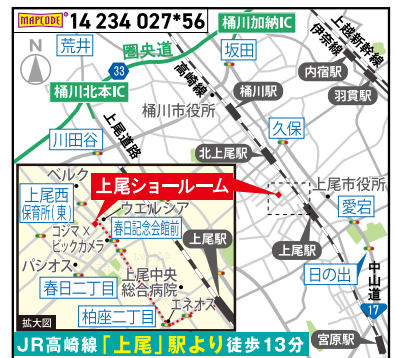 MAPCODE 14 234 027*56
桶川加納IC
上越新幹線
伊奈線
N
荒井
圏央道
坂田
33
高崎線
内宿駅
羽貫駅
桶川北本IC
桶川駅
桶川市役所
上尾道路
川田谷
久保
北上尾駅
ベルク
上尾ショールーム
上尾市役所
上尾西
保育所(東)
ウエルシア
春日記念会館前
愛宕
コジマ×
ビックカメラ
上尾駅
上尾駅
パシオス
上尾中央
総合病院
日の出
中山道
17
春日二丁目
エネオス
柏座二丁目
拡大図
宮原駅
JR高崎線「上尾」駅より徒歩13分